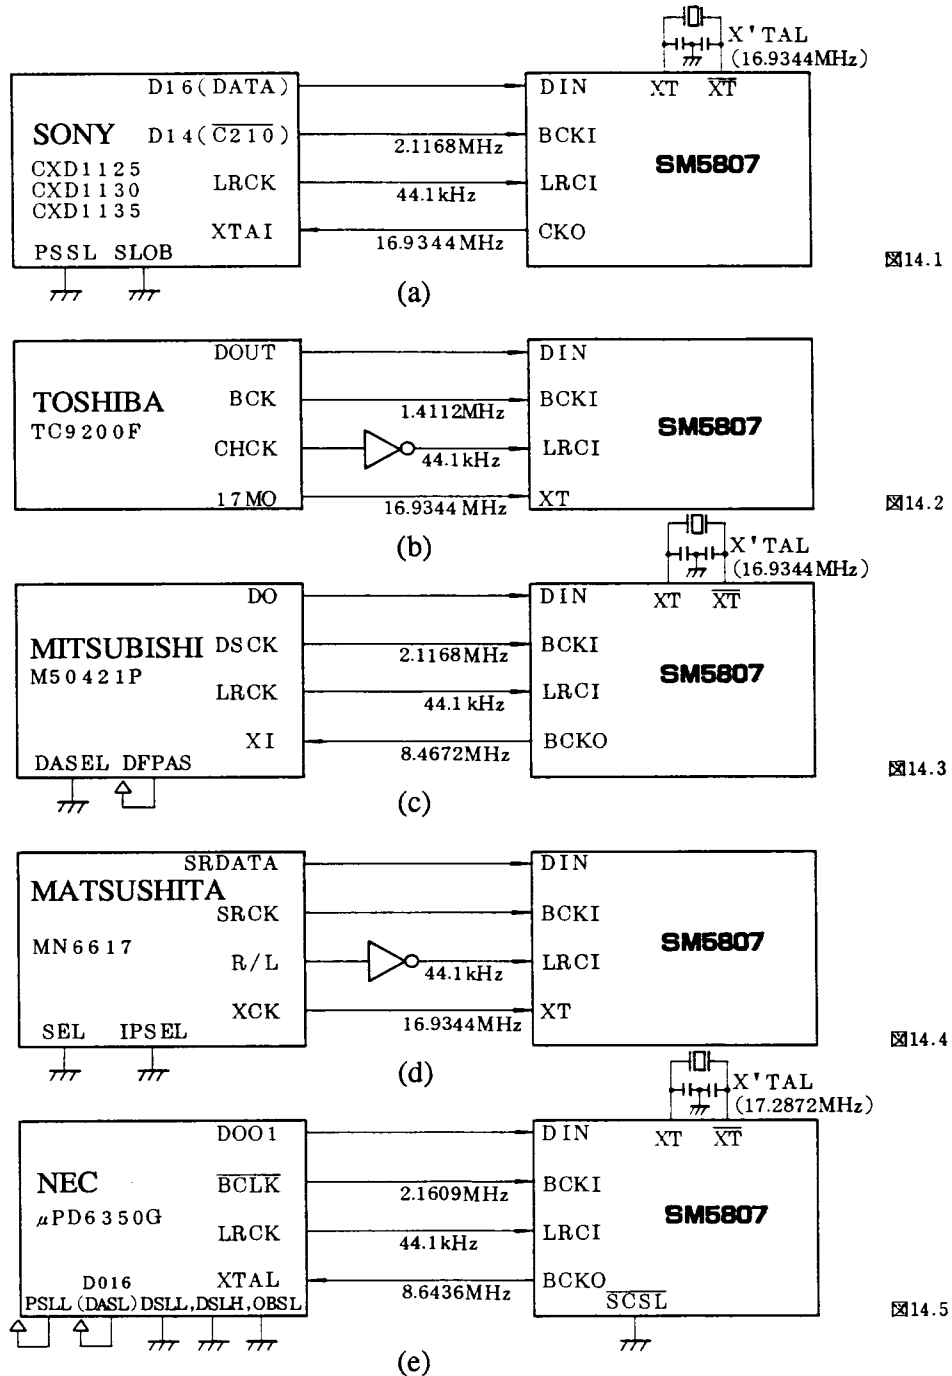 X'TAL
(16.9344MHz)
D16(DATA) DIN XT XT
SONY D14(C210) BCKI SM5807
2.1168MHz
CXD1125
CXD1130 LRCK LRCI
44.1kHz
CXD1135
XTAI CKO
16.9344MHz
PSSL SLOB
図14.1
(a)
DOUT DIN
TOSHIBA BCK BCKI SM5807
1.4112MHz
TC9200F
CHCK LRCI
44.1kHz
17MO XT
16.9344MHz
図14.2
(b)
X'TAL
(16.9344MHz)
DO DIN XT XT
MITSUBISHI DSCK BCKI SM5807
2.1168MHz
M50421P
LRCK LRCI
44.1kHz
XI BCKO
8.4672MHz
DASEL DFPAS
図14.3
(c)
SRDATA DIN
MATSUSHITA
SRCK BCKI SM5807
MN6617
R/L LRCI
44.1kHz
XCK XT
16.9344MHz
SEL IPSEL
図14.4
(d)
X'TAL
(17.2872MHz)
DO01 DIN XT XT
NEC BCLK BCKI SM5807
2.1609MHz
μPD6350G
LRCK LRCI
44.1kHz
XTAL BCKO
8.6436MHz
D016
PSLL (DASL) DSLL, DSLH, OBSL SCSL
図14.5
(e)